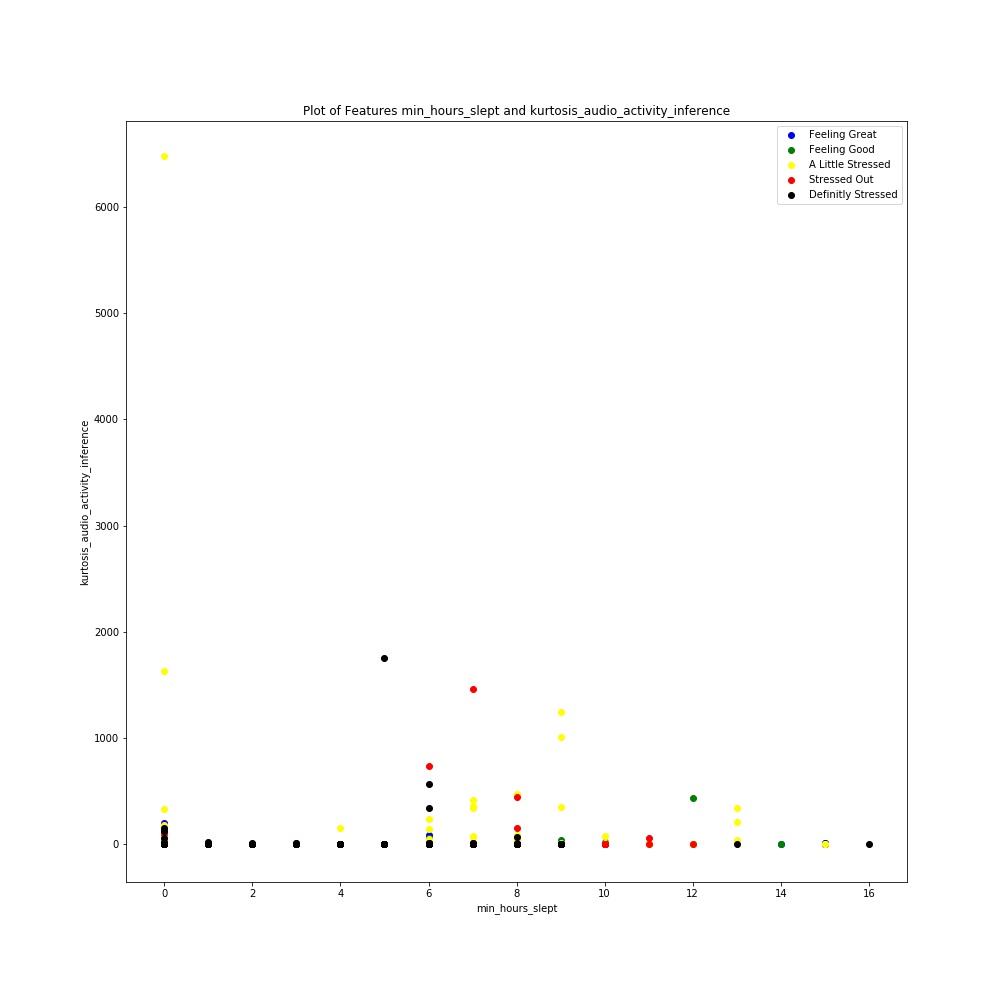 Plot of Features min_hours_slept and kurtosis_audio_activity_inference
Feeling Great
Feeling Good
A Little Stressed
Stressed Out
Definitly Stressed
6000
5000
4000
3000
2000
1000
0
kurtosis_audio_activity_inference
0 2 4 6 8 10 12 14 16
min_hours_slept